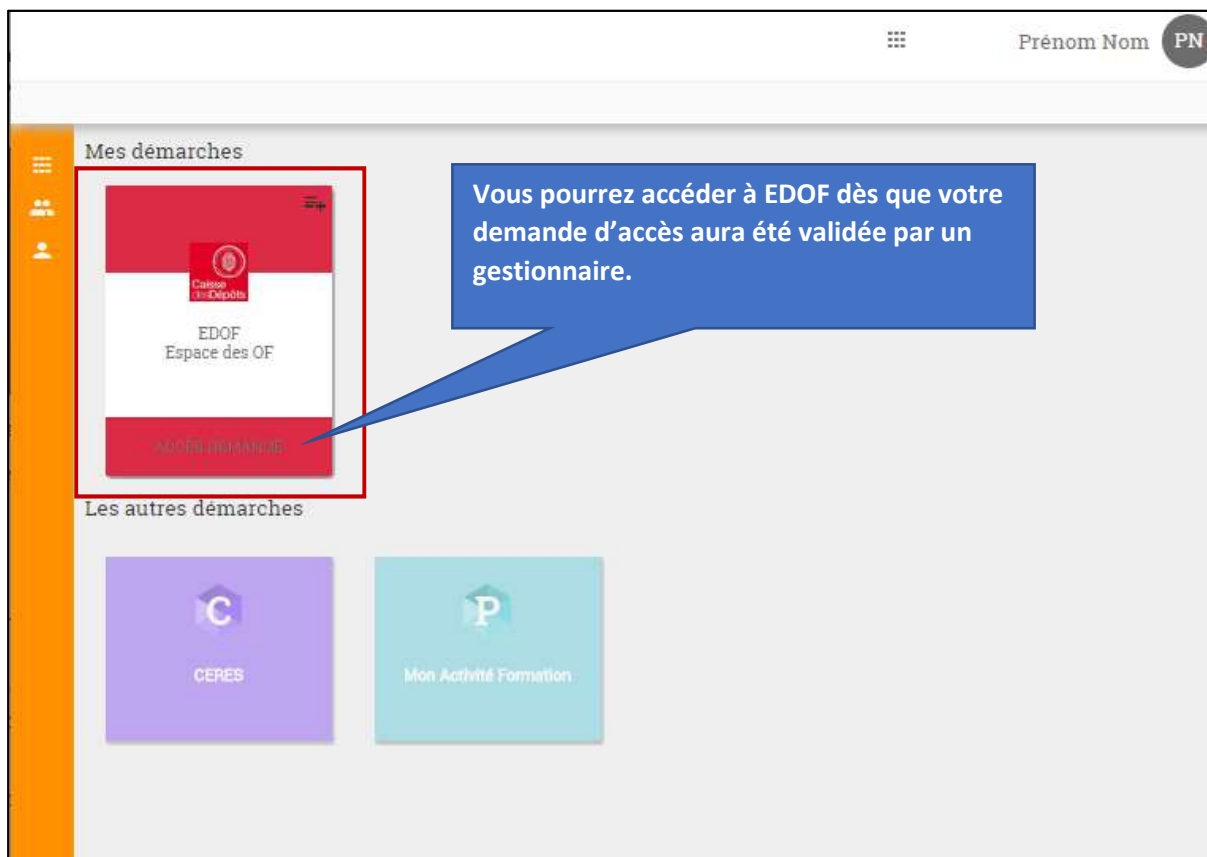 Prénom Nom PN
Mes démarches
Vous pourrez accéder à EDOF dès que votre
demande d’accès aura été validée par un
gestionnaire.
Caisse
desDépôts
EDOF
Espace des OF
ACCÈS DEMANDÉ
Les autres démarches
C
CERES
P
Mon Activité Formation